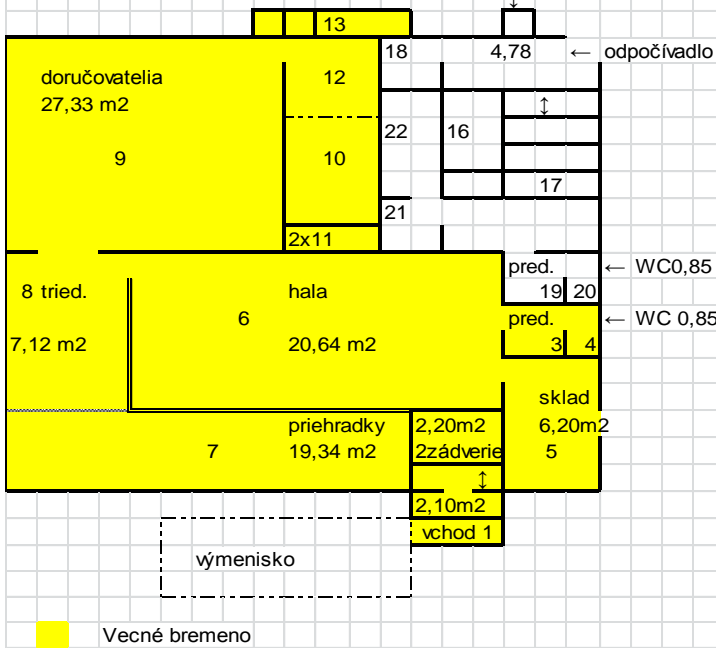 ↕
13
18 4,78 ← odpočívadlo
doručovatelia 12
27,33 m2 ↕
22 16
9 10
17
21
2x11
pred. ← WC0,85
8 tried. hala 19 20
6 pred. ← WC 0,85
7,12 m2 20,64 m2 3 4
sklad
priehradky 2,20m2 6,20m2
7 19,34 m2 2zádverie 5
↕
2,10m2
vchod 1
výmenisko
Vecné bremeno